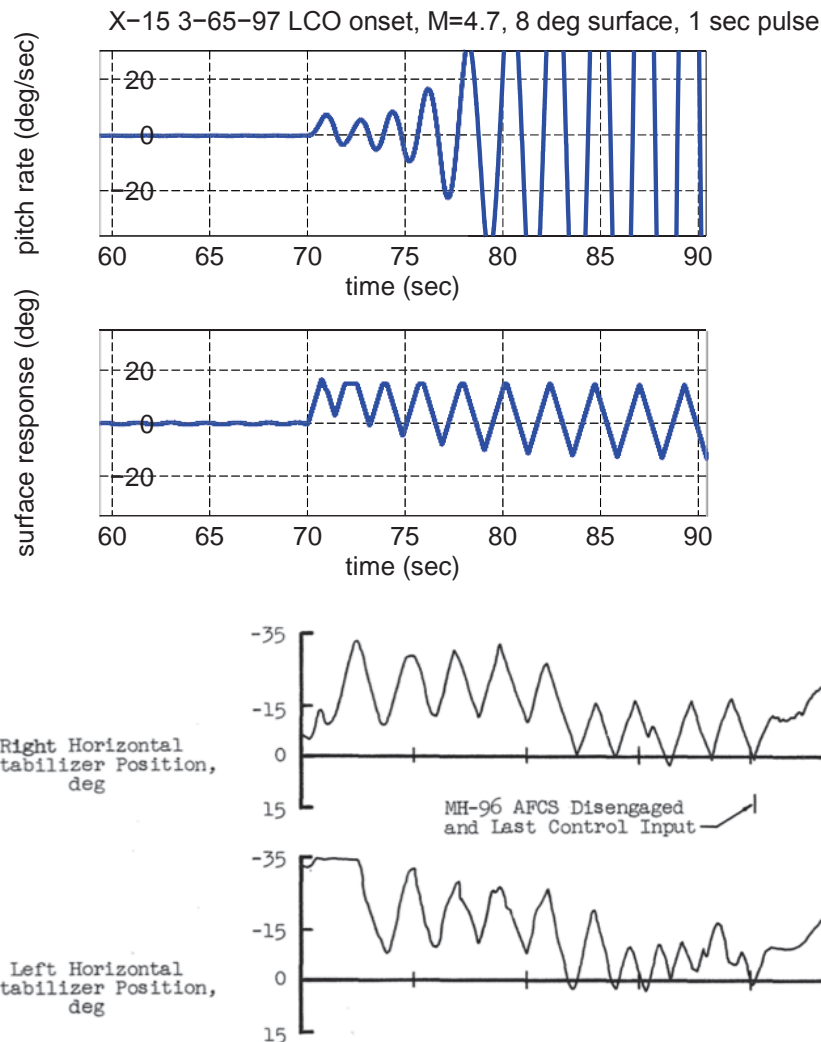 X−15 3−65−97 LCO onset, M=4.7, 8 deg surface, 1 sec pulse
pitch rate (deg/sec)
20
0
−20
60 65 70 75 80 85 90
time (sec)
surface response (deg)
20
0
−20
60 65 70 75 80 85 90
time (sec)
Right Horizontal
tabilizer Position,
deg
-35
-15
0
15
MH-96 AFCS Disengaged
and Last Control Input
Left Horizontal
tabilizer Position,
deg
-35
-15
0
15